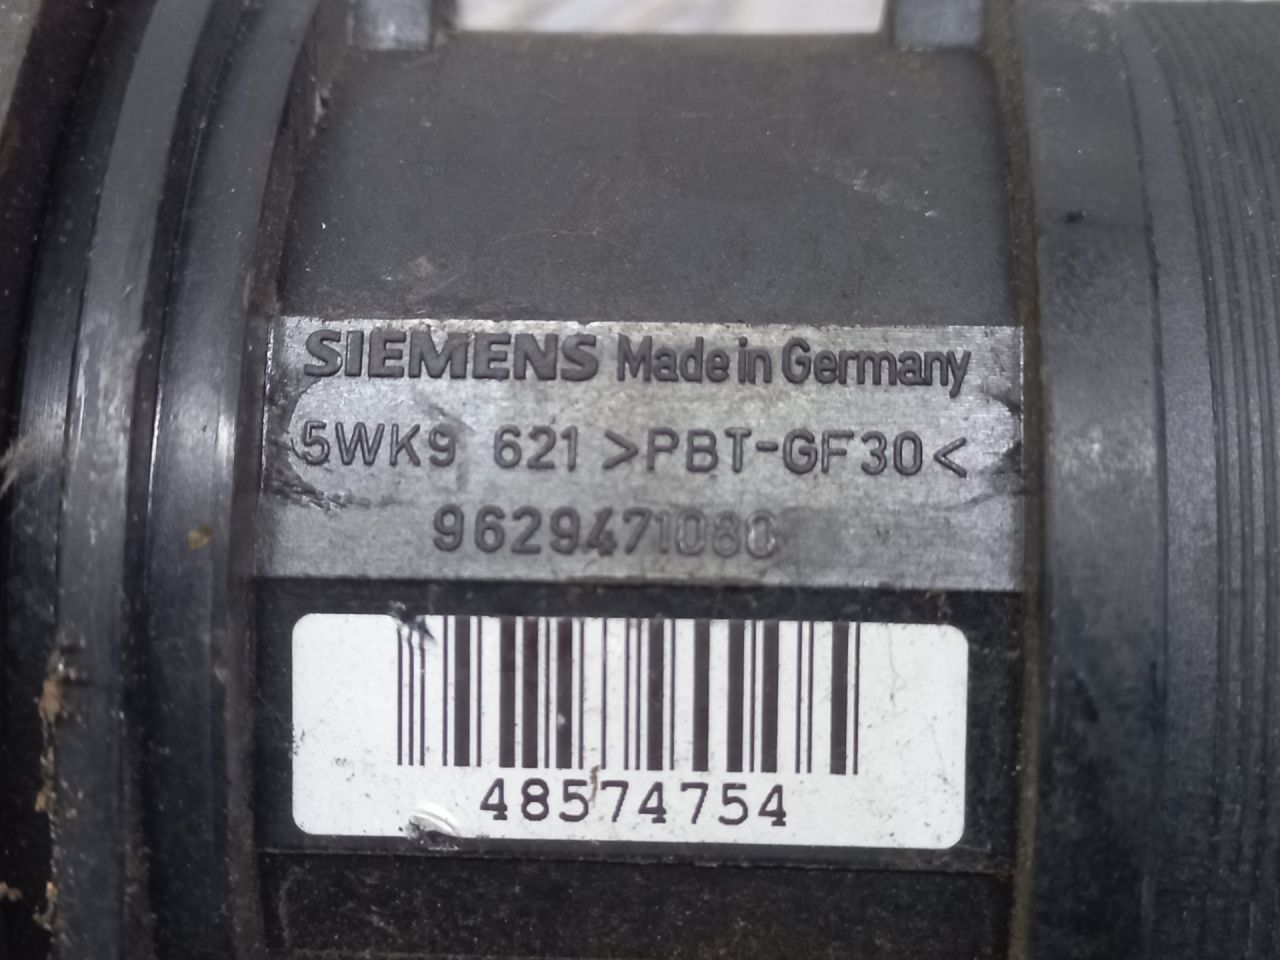 SIEMENS Made in Germany
5WK9 621 >PBT-GF30<
9629471080
48574754